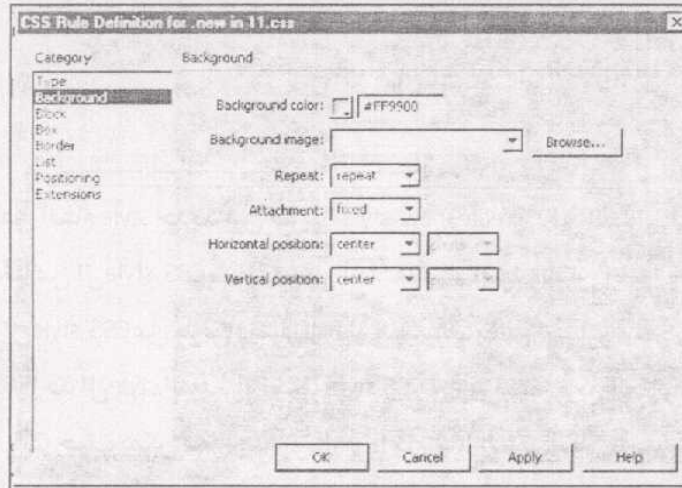 CSS Rule Definition for .new in 11.css
Category
Background
Type
Background
Block
Box
Border
List
Positioning
Extensions
Background color: #FF9900
Background image: Browse...
Repeat: repeat
Attachment: fixed
Horizontal position: center
Vertical position: center
OK Cancel Apply Help